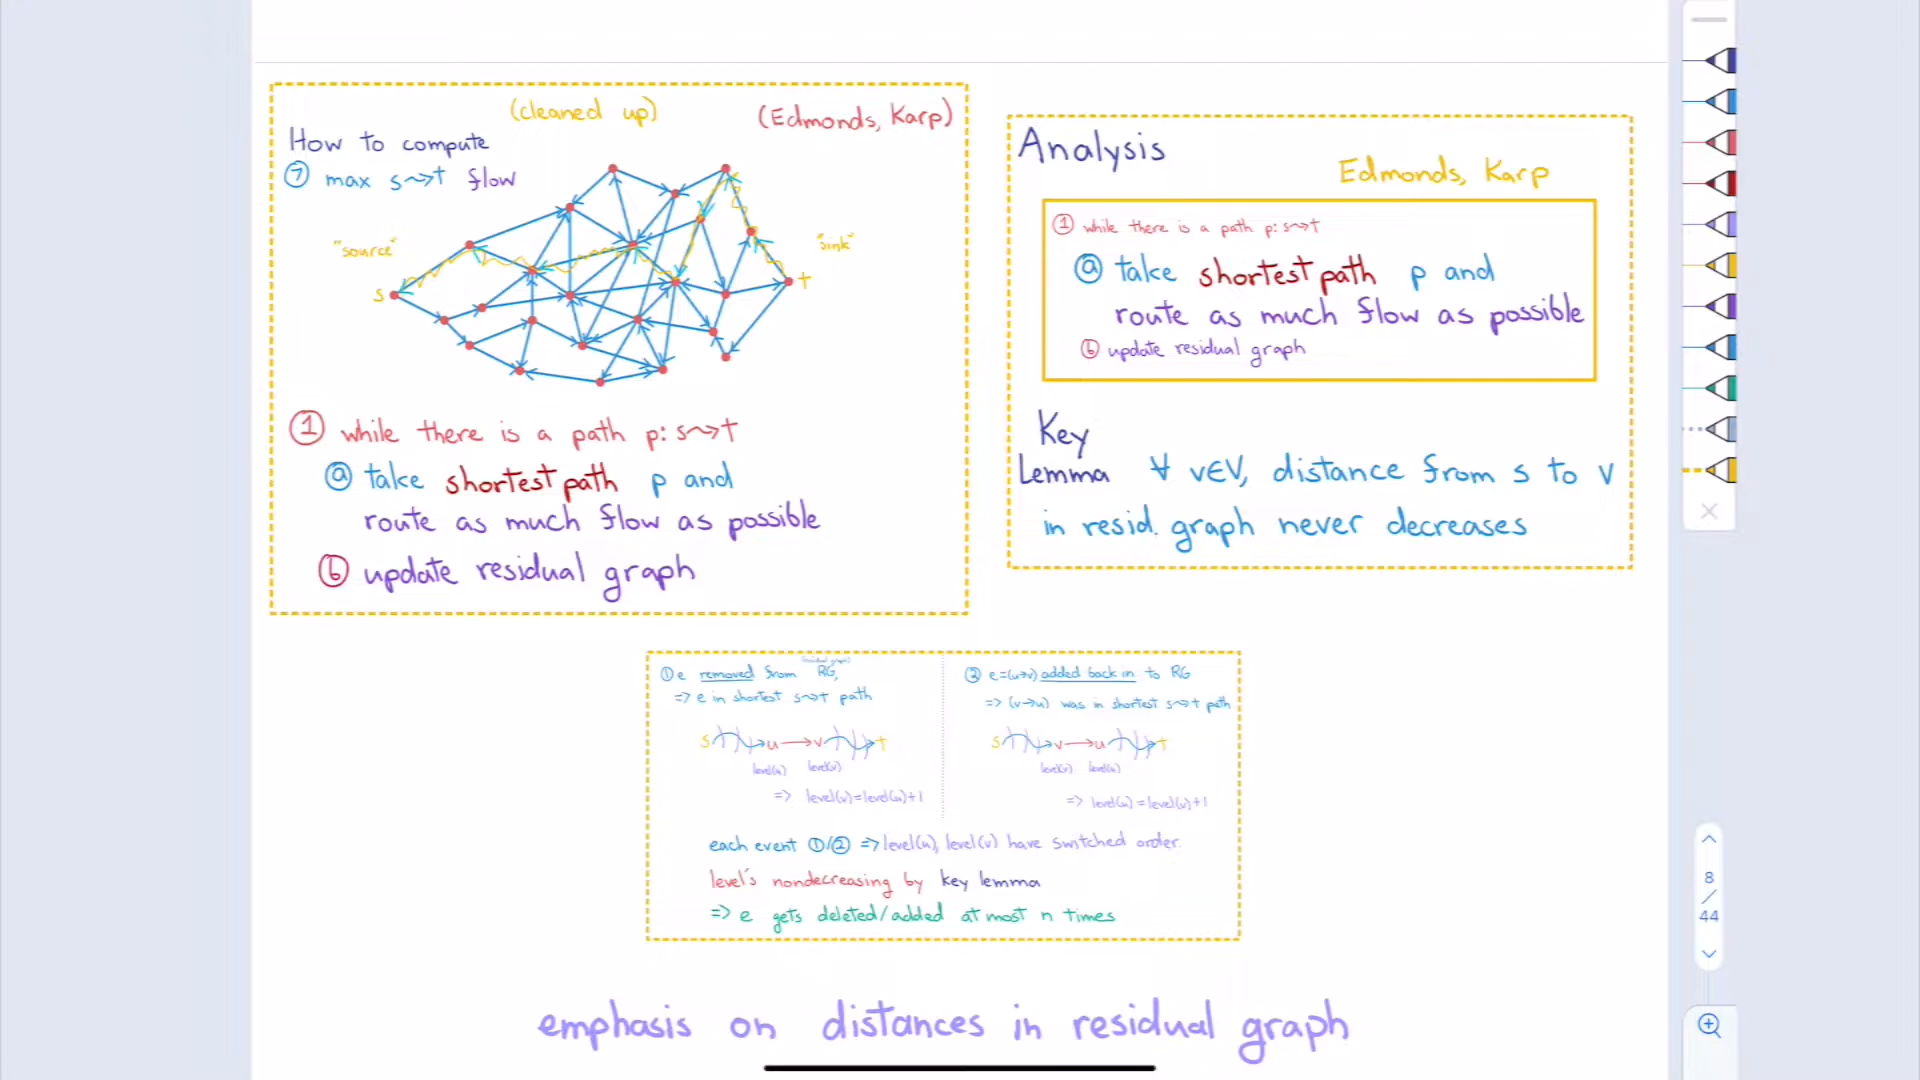 (cleaned up)
(Edmonds, Karp)
How to compute
⑦ max s⇝t flow
"source"
"sink"
s
t
① while there is a path p: s⇝t
ⓐ take shortest path p and
route as much flow as possible
ⓑ update residual graph
Analysis
Edmonds, Karp
① while there is a path p: s⇝t
ⓐ take shortest path p and
route as much flow as possible
ⓑ update residual graph
Key
Lemma ∀ v∈V, distance from s to v
in resid. graph never decreases
(residual graph)
① e removed from RG,
=> e in shortest s⇝t path
s u → v t
level(u) level(v)
=> level(v)=level(u)+1
② e=(u→v) added back in to RG
=> (v→u) was in shortest s⇝t path
s v → u t
level(v) level(u)
=> level(u)=level(v)+1
each event ①/② => level(u), level(v) have switched order.
level's nondecreasing by key lemma
=> e gets deleted/added at most n times
emphasis on distances in residual graph
8
/
44